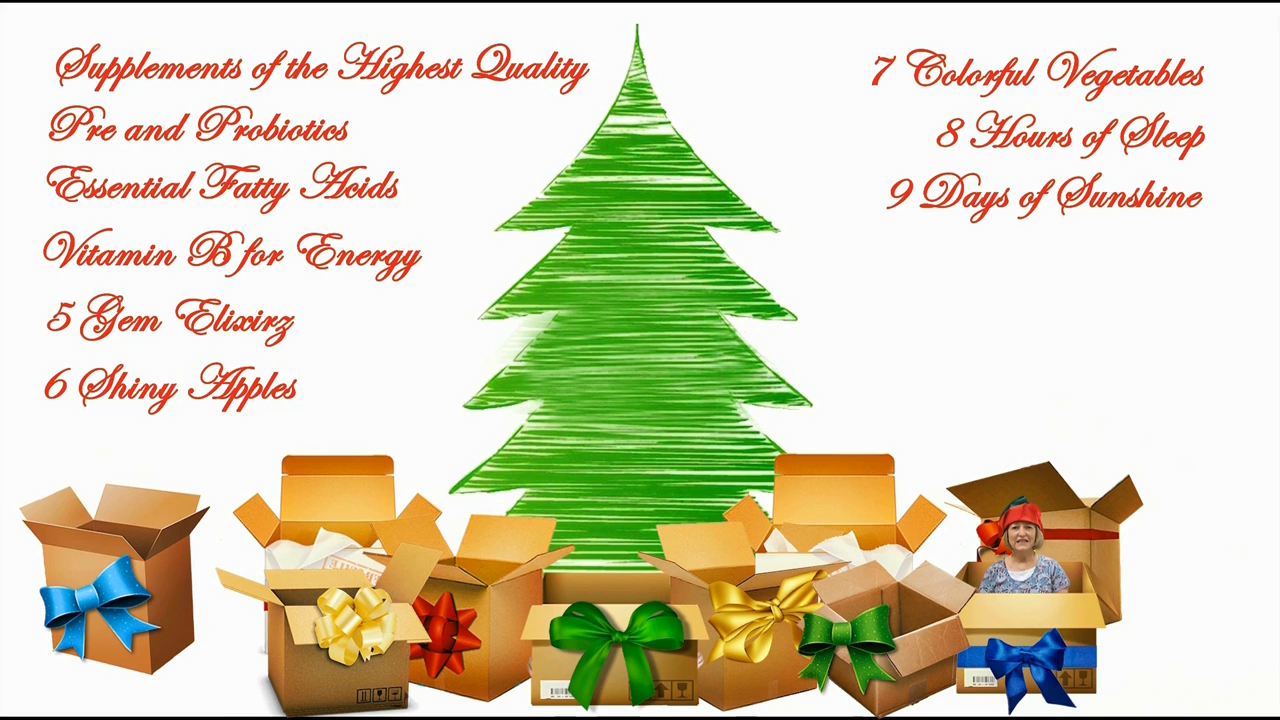 Supplements of the Highest Quality
Pre and Probiotics
Essential Fatty Acids
Vitamin B for Energy
5 Gem Elixirz
6 Shiny Apples
7 Colorful Vegetables
8 Hours of Sleep
9 Days of Sunshine